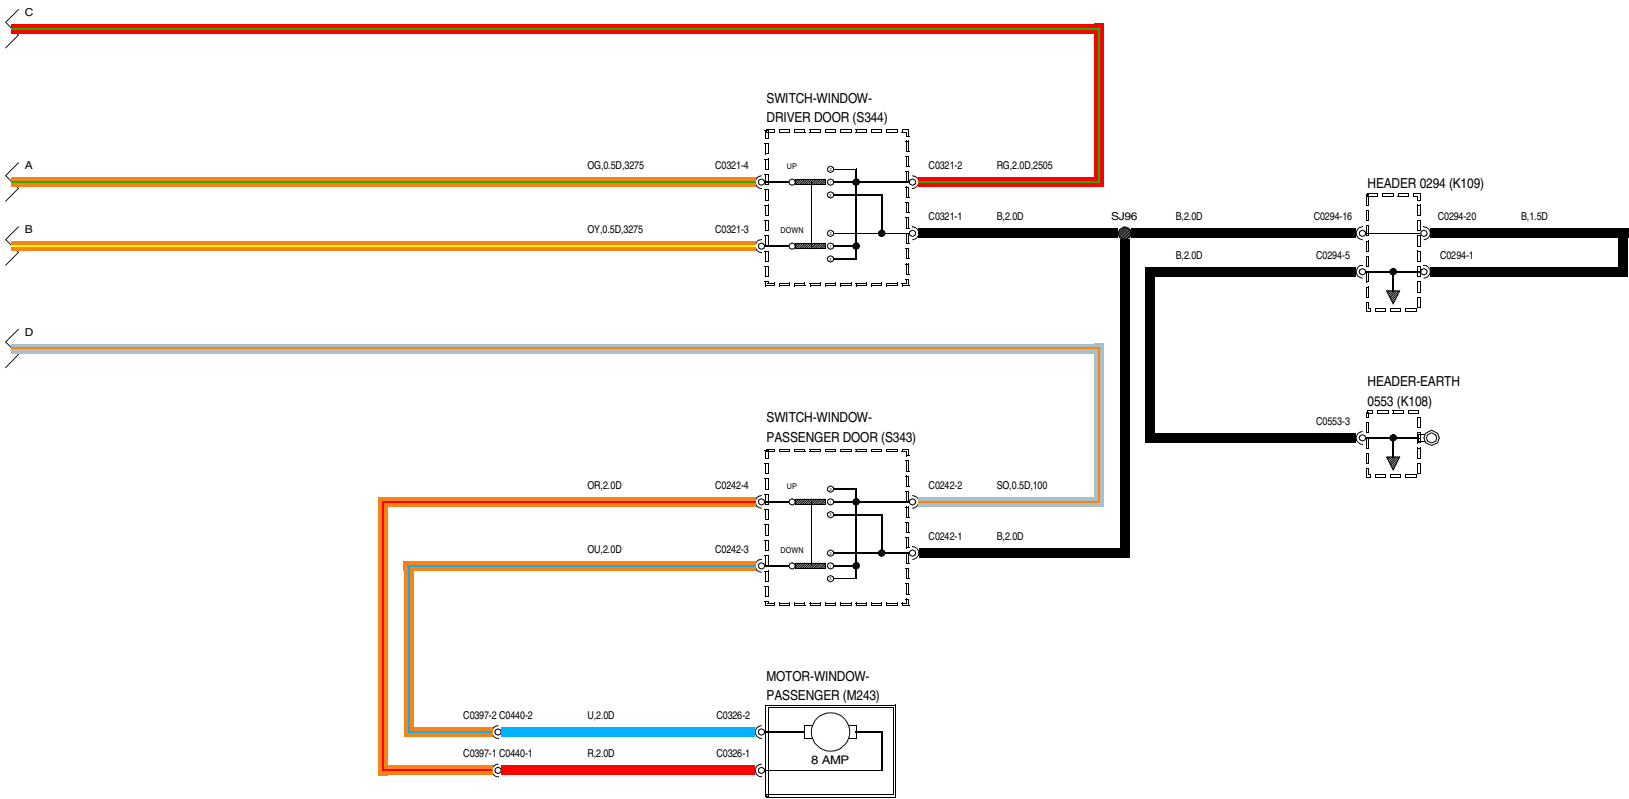 C
SWITCH-WINDOW-
DRIVER DOOR (S344)
A
OG,0.5D,3275
C0321-4
UP
C0321-2
RG,2.0D,2505
HEADER 0294 (K109)
B
OY,0.5D,3275
C0321-3
DOWN
C0321-1
B,2.0D
SJ96
B,2.0D
C0294-16
C0294-20
B,1.5D
B,2.0D
C0294-5
C0294-1
D
HEADER-EARTH
0553 (K108)
SWITCH-WINDOW-
PASSENGER DOOR (S343)
C0553-3
OR,2.0D
C0242-4
UP
C0242-2
SO,0.5D,100
OU,2.0D
C0242-3
DOWN
C0242-1
B,2.0D
MOTOR-WINDOW-
PASSENGER (M243)
C0397-2 C0440-2
U,2.0D
C0326-2
C0397-1 C0440-1
R,2.0D
C0326-1
8 AMP